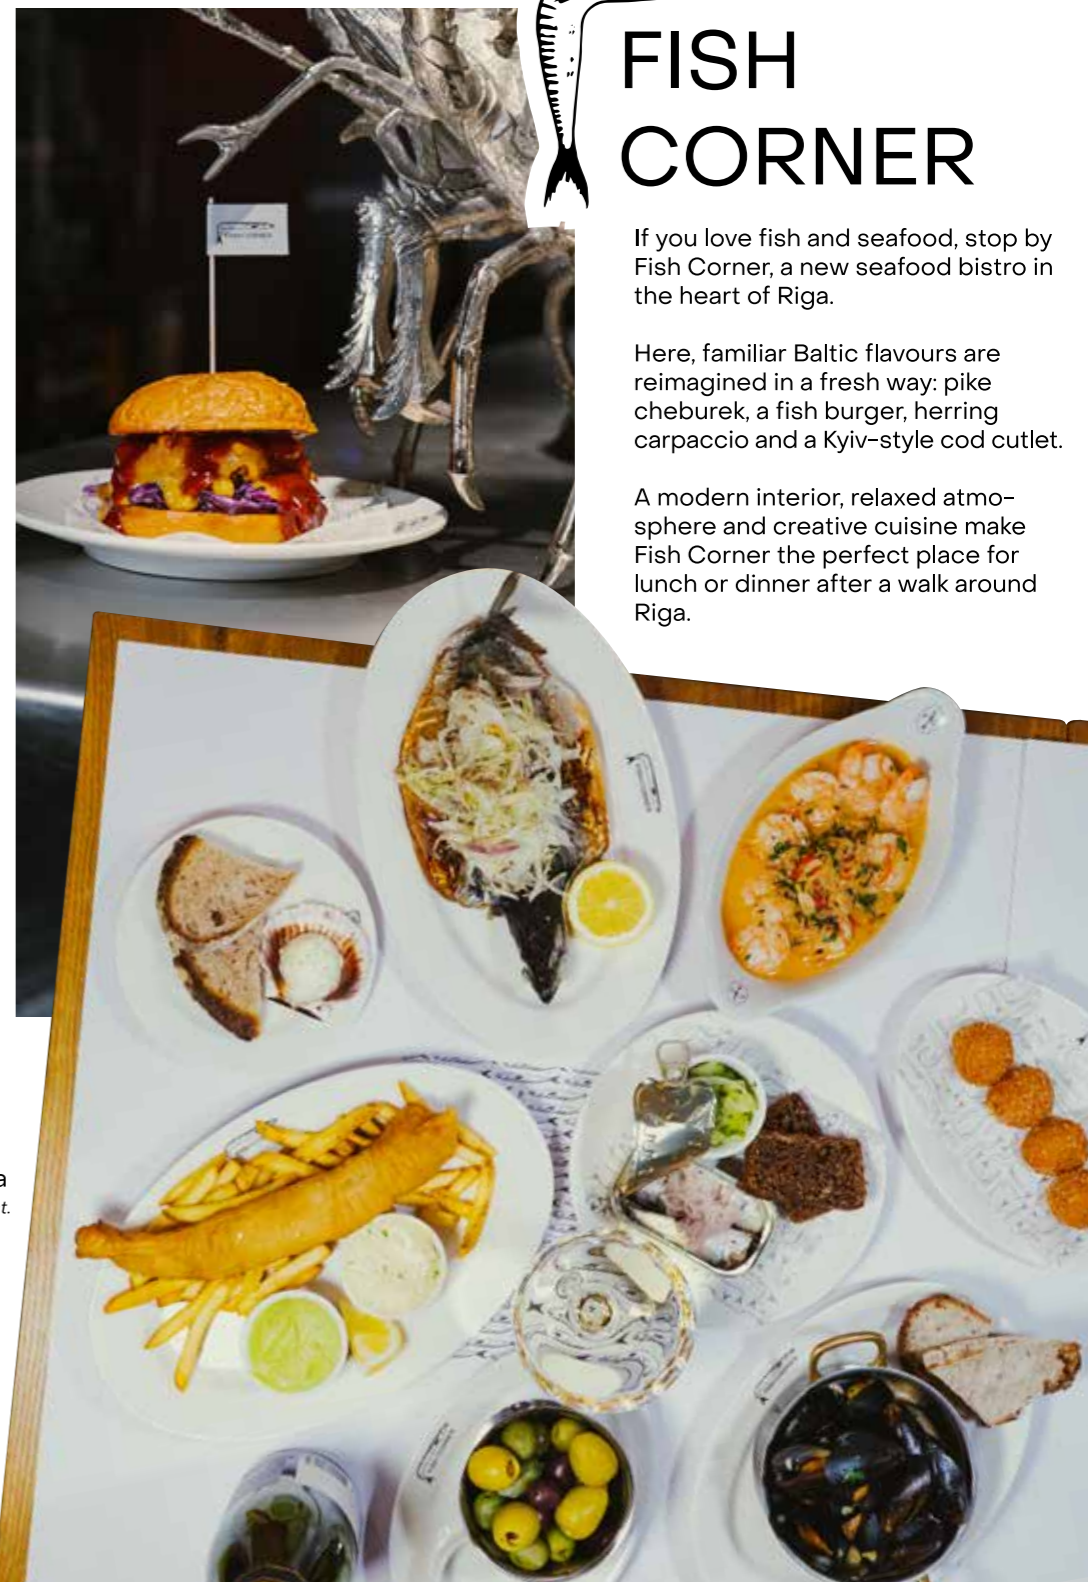 FISH
CORNER
If you love fish and seafood, stop by
Fish Corner, a new seafood bistro in
the heart of Riga.
Here, familiar Baltic flavours are
reimagined in a fresh way: pike
cheburek, a fish burger, herring
carpaccio and a Kyiv-style cod cutlet.
A modern interior, relaxed atmo-
sphere and creative cuisine make
Fish Corner the perfect place for
lunch or dinner after a walk around
Riga.
a
t.